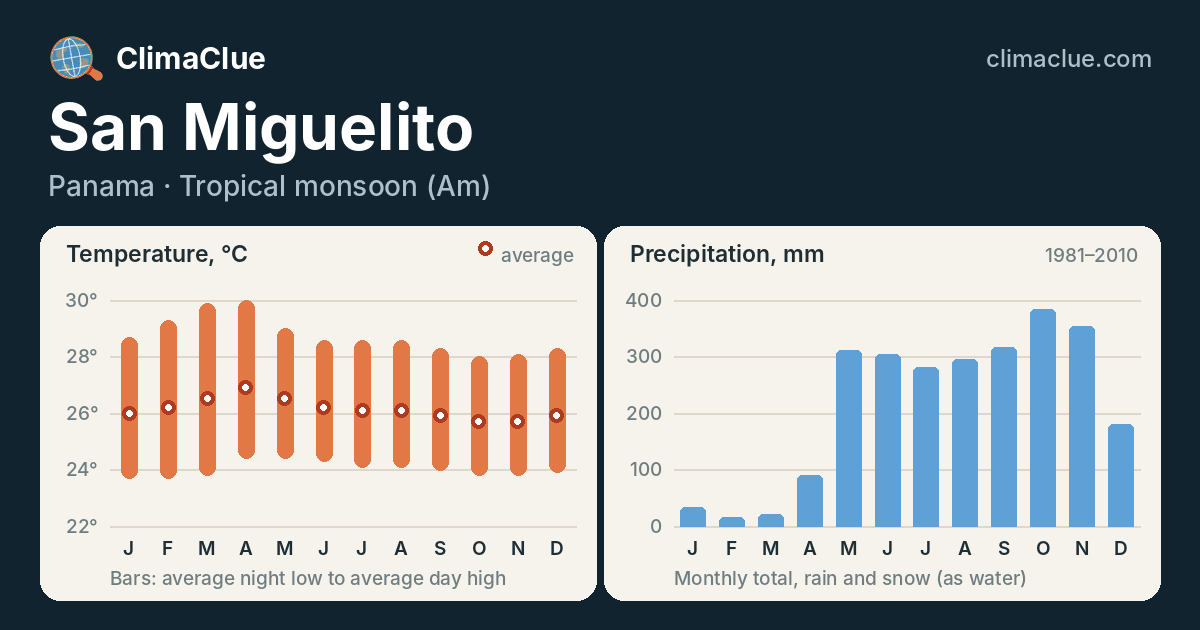 ClimaClue
climaclue.com
San Miguelito
Panama · Tropical monsoon (Am)
Temperature, °C
average
30°
28°
26°
24°
22°
J F M A M J J A S O N D
Bars: average night low to average day high
Precipitation, mm
1981–2010
400
300
200
100
0
J F M A M J J A S O N D
Monthly total, rain and snow (as water)